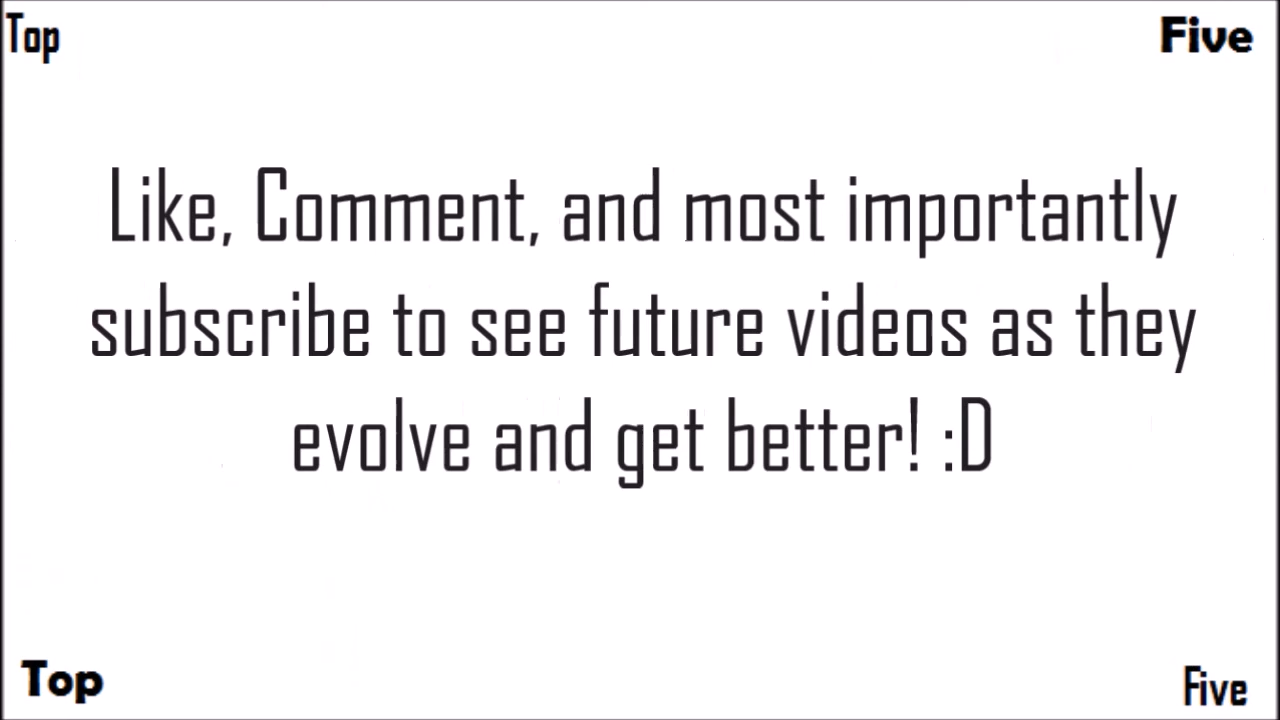 Top Five
Like, Comment, and most importantly
subscribe to see future videos as they
evolve and get better! :D
Top Five